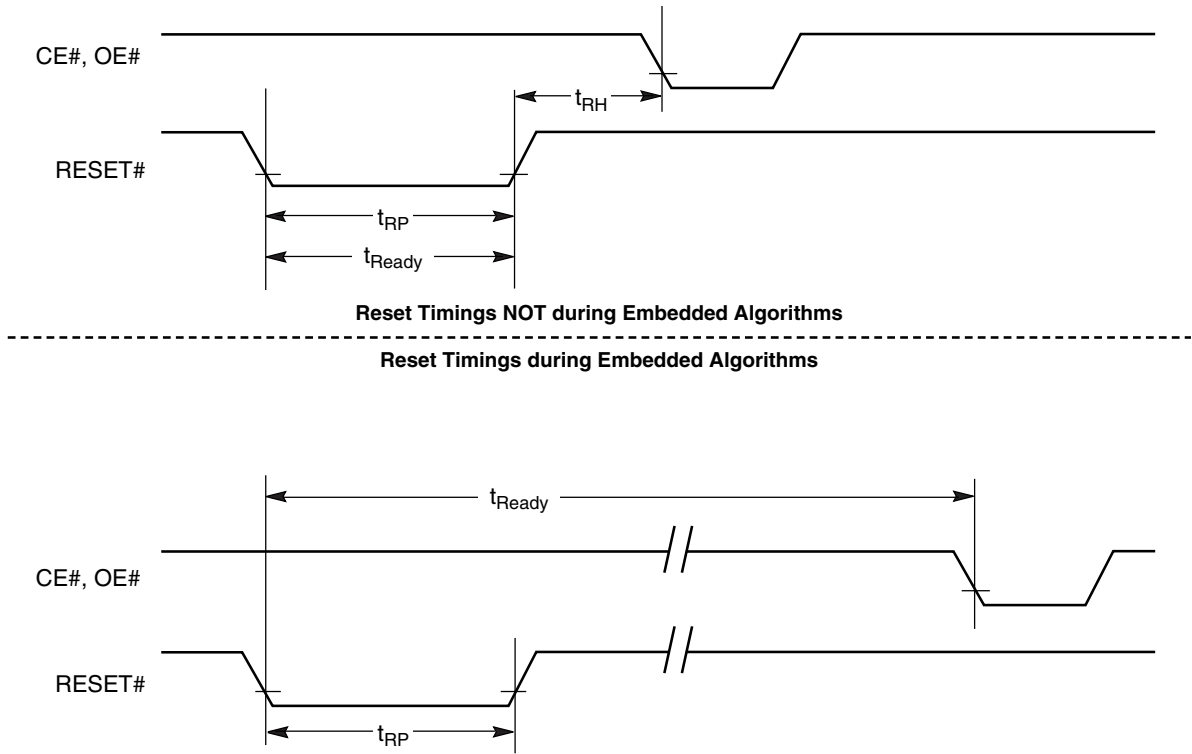 CE#, OE#
tRH
RESET#
tRP
tReady
Reset Timings NOT during Embedded Algorithms
Reset Timings during Embedded Algorithms
tReady
CE#, OE#
RESET#
tRP